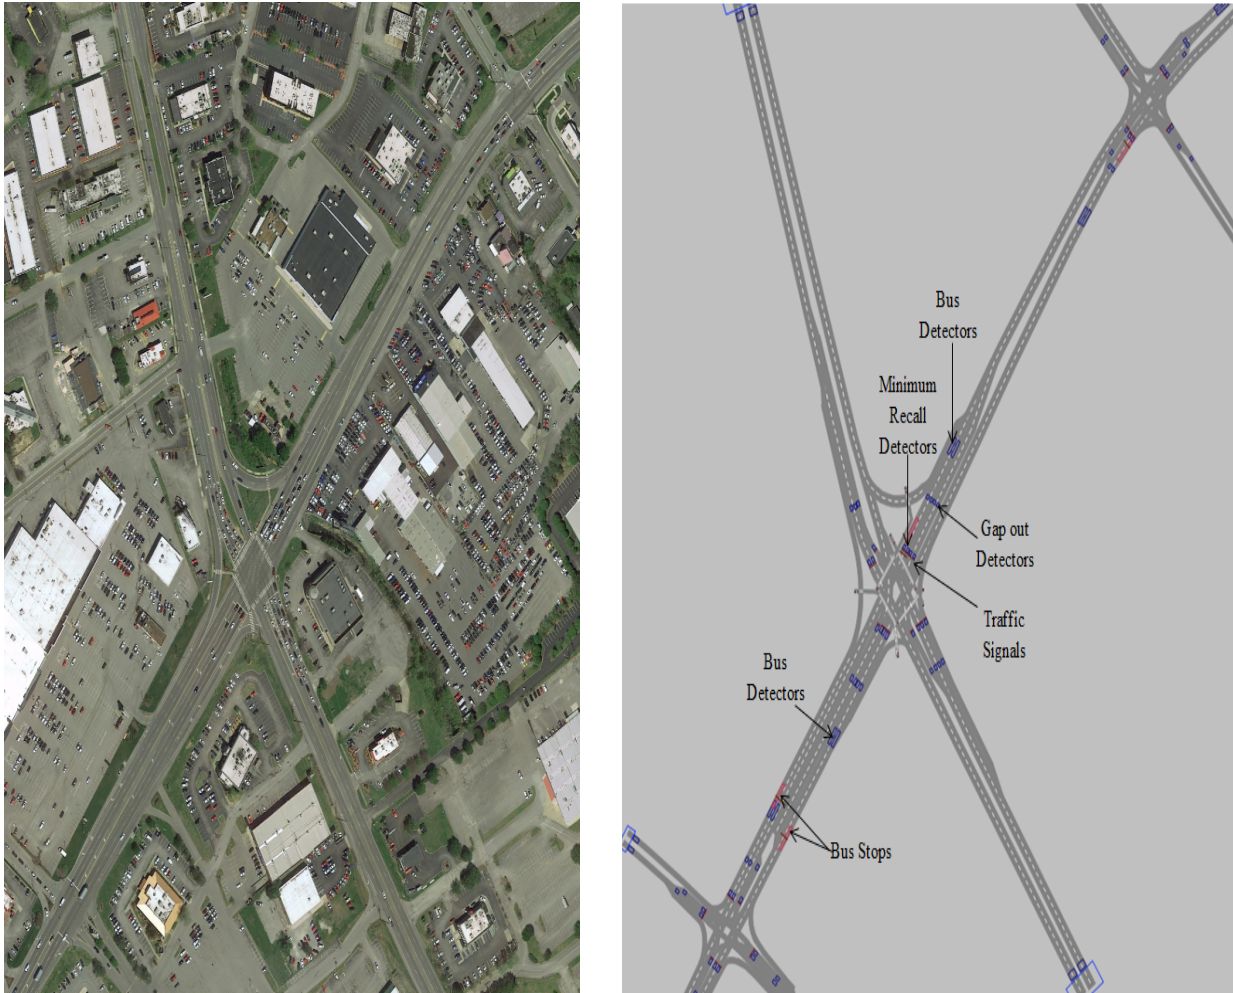 Bus
Detectors
Minimum
Recall
Detectors
Gap out
Detectors
Traffic
Signals
Bus
Detectors
Bus Stops